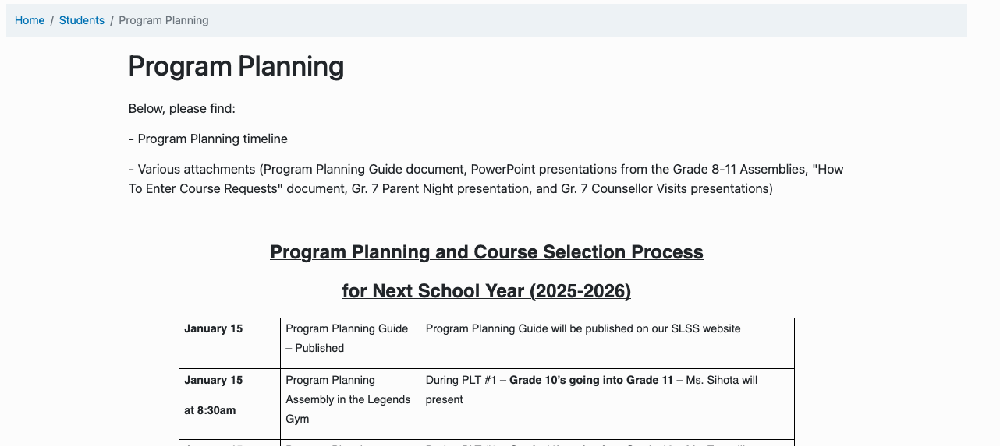 Home / Students / Program Planning
Program Planning
Below, please find:
- Program Planning timeline
- Various attachments (Program Planning Guide document, PowerPoint presentations from the Grade 8-11 Assemblies, "How
To Enter Course Requests" document, Gr. 7 Parent Night presentation, and Gr. 7 Counsellor Visits presentations)
Program Planning and Course Selection Process
for Next School Year (2025-2026)
January 15
Program Planning Guide
– Published
Program Planning Guide will be published on our SLSS website
January 15
at 8:30am
Program Planning
Assembly in the Legends
Gym
During PLT #1 – Grade 10’s going into Grade 11 – Ms. Sihota will
present